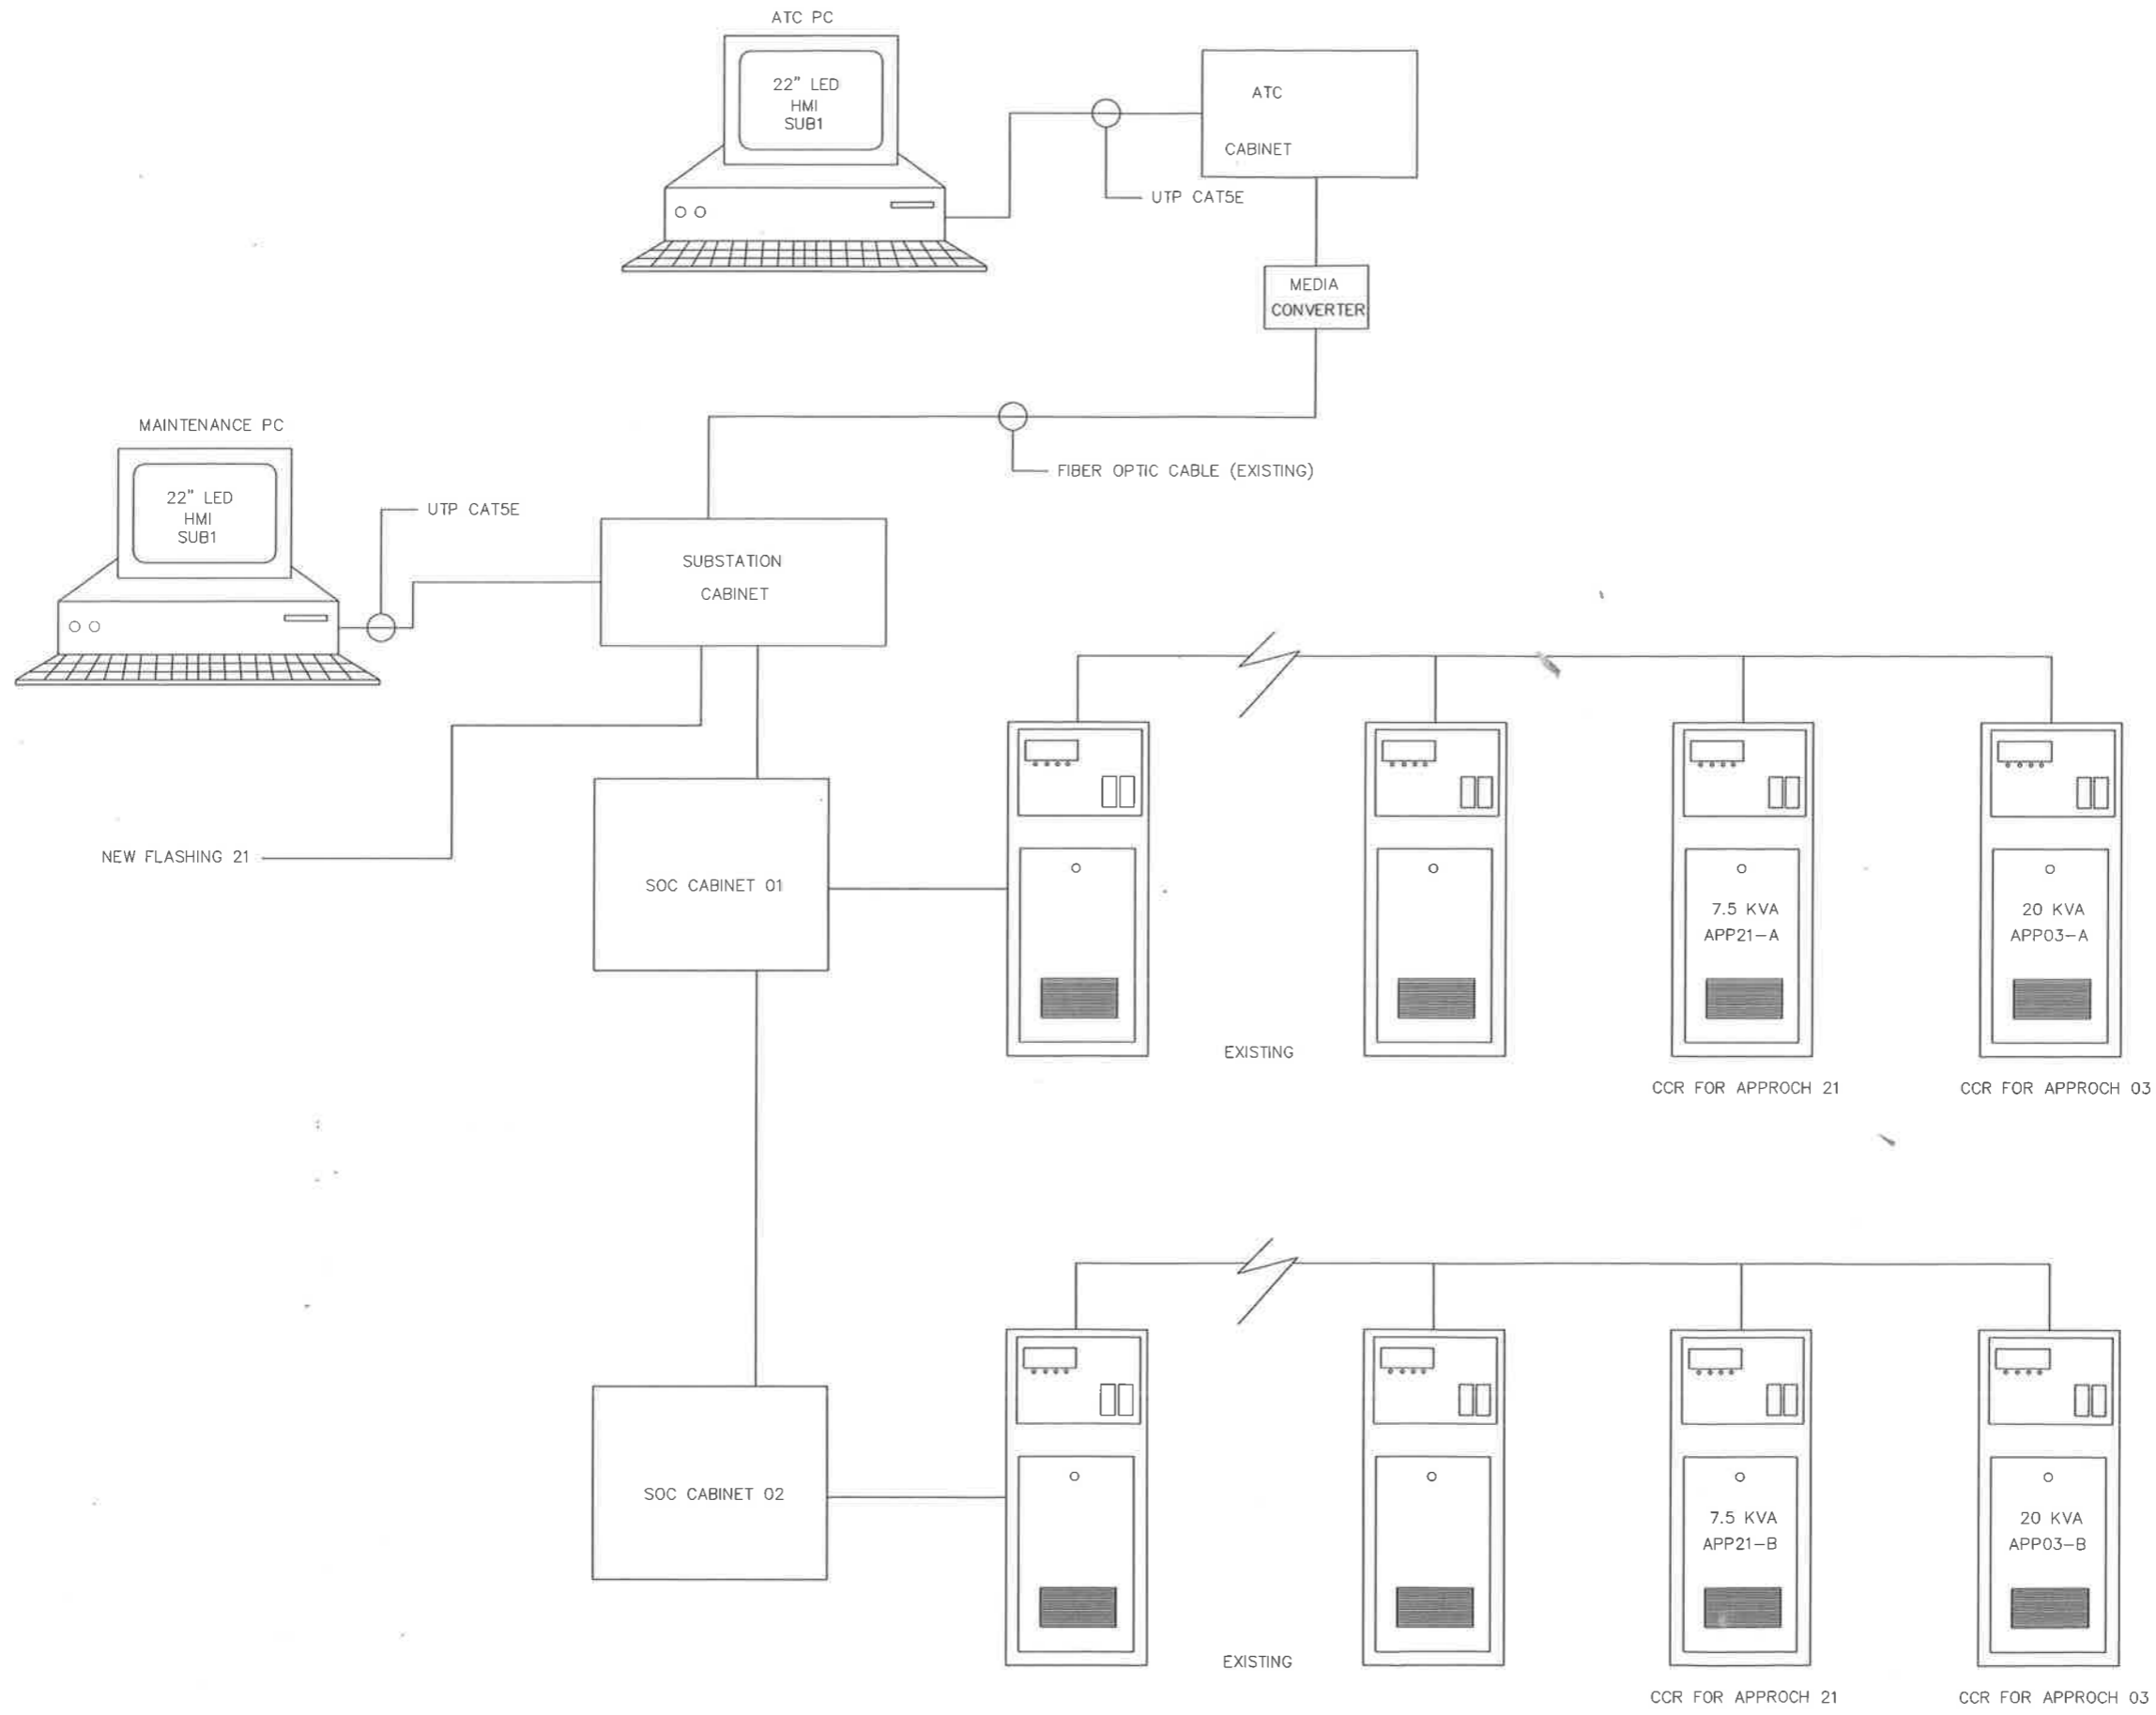 ATC PC
22" LED
HMI
SUB1
ATC
CABINET
UTP CAT5E
MEDIA
CONVERTER
FIBER OPTIC CABLE (EXISTING)
MAINTENANCE PC
22" LED
HMI
SUB1
UTP CAT5E
SUBSTATION
CABINET
NEW FLASHING 21
SOC CABINET 01
7.5 KVA
APP21-A
20 KVA
APP03-A
EXISTING
CCR FOR APPROCH 21
CCR FOR APPROCH 03
SOC CABINET 02
7.5 KVA
APP21-B
20 KVA
APP03-B
EXISTING
CCR FOR APPROCH 21
CCR FOR APPROCH 03